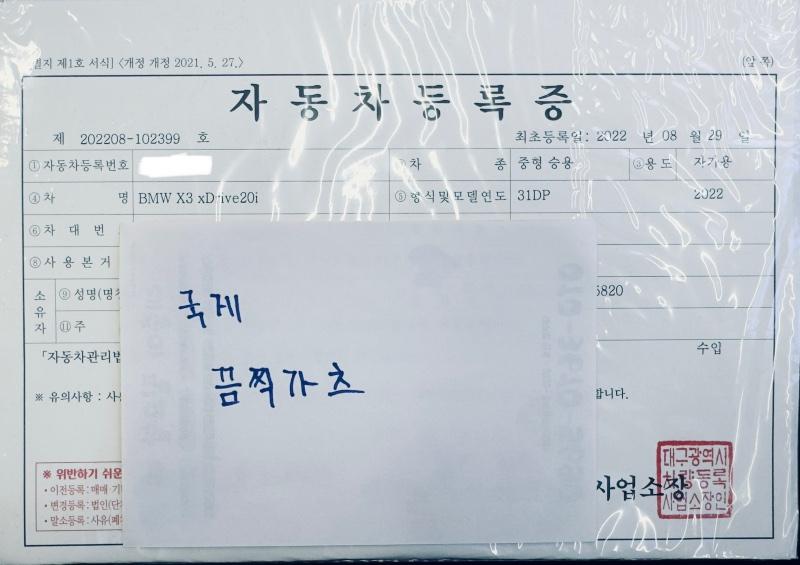 별지 제1호 서식] <개정 개정 2021. 5. 27.> (앞 쪽)
자동차등록증
제 202208-102399 호 최초등록일: 2022 년 08 월 29 일
① 자동차등록번호 ②차 종 중형 승용 ③용도 자가용
④ 차 명 BMW X3 xDrive20i ⑤ 형식및모델연도 31DP 2022
⑥ 차 대 번
⑧ 사 용 본 거
소유자 ⑨ 성명(명칭 5820
⑪ 주
「자동차관리법 수입
※ 유의사항 : 사용 합니다.
국제
끔찍가츠
※ 위반하기 쉬운
• 이전등록: 매매 기
• 변경등록: 법인(단
• 말소등록: 사유(폐
사업소장
대구광역시
차량등록
사업소장인